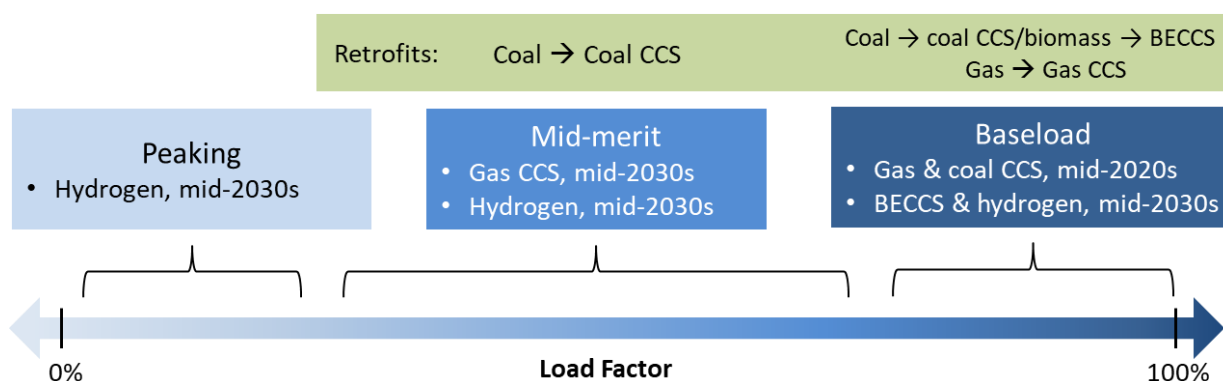 Retrofits:
Coal → Coal CCS
Coal → coal CCS/biomass → BECCS
Gas → Gas CCS
Peaking
• Hydrogen, mid-2030s
Mid-merit
• Gas CCS, mid-2030s
• Hydrogen, mid-2030s
Baseload
• Gas & coal CCS, mid-2020s
• BECCS & hydrogen, mid-2030s
0%
Load Factor
100%